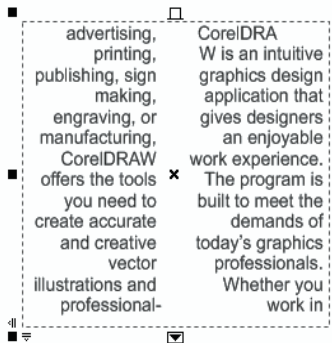 CorelDRA
W is an intuitive
graphics design
application that
gives designers
an enjoyable
work experience.
The program is
built to meet the
demands of
today's graphics
professionals.
Whether you
work in
advertising,
printing,
publishing, sign
making,
engraving, or
manufacturing,
CorelDRAW
offers the tools
you need to
create accurate
and creative
vector
illustrations and
professional-